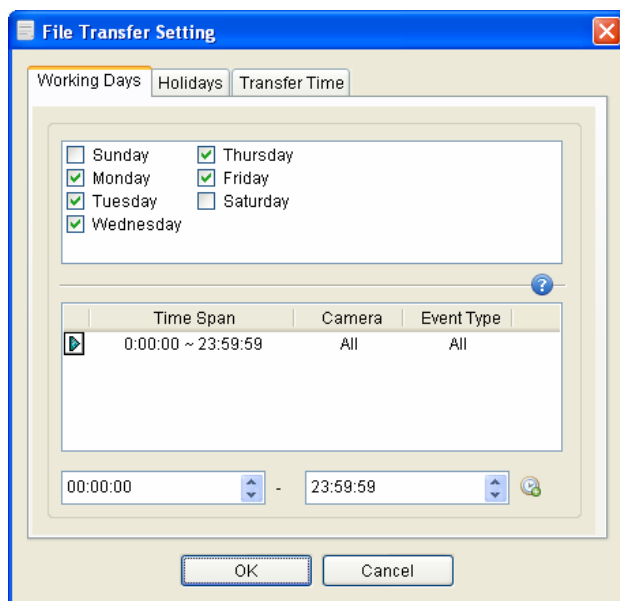 File Transfer Setting
Working Days Holidays Transfer Time
Sunday Thursday
Monday Friday
Tuesday Saturday
Wednesday
?
Time Span Camera Event Type
0:00:00 ~ 23:59:59 All All
00:00:00 - 23:59:59
OK Cancel